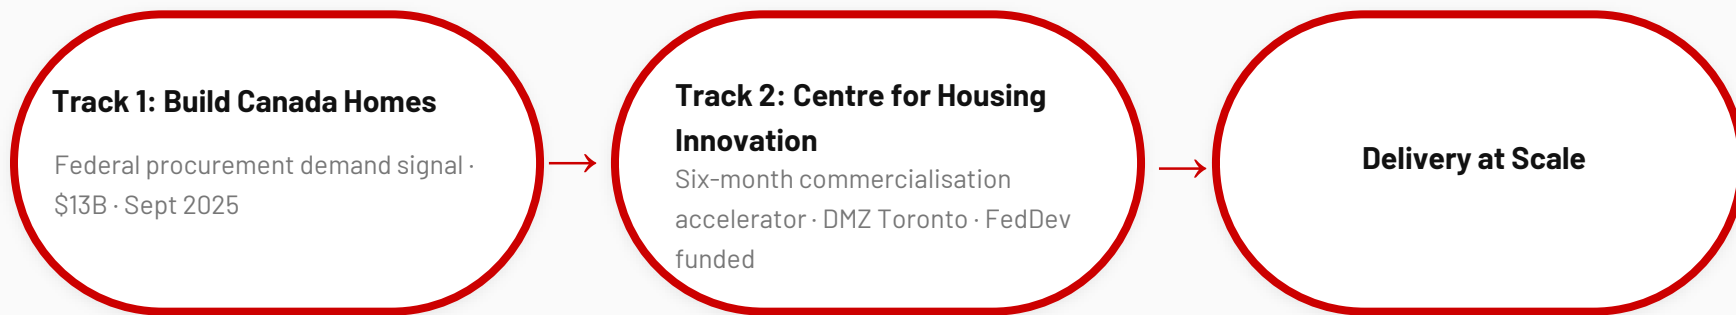 Track 1: Build Canada Homes
Federal procurement demand signal ·
$13B · Sept 2025
→
Track 2: Centre for Housing
Innovation
Six-month commercialisation
accelerator · DMZ Toronto · FedDev
funded
→
Delivery at Scale